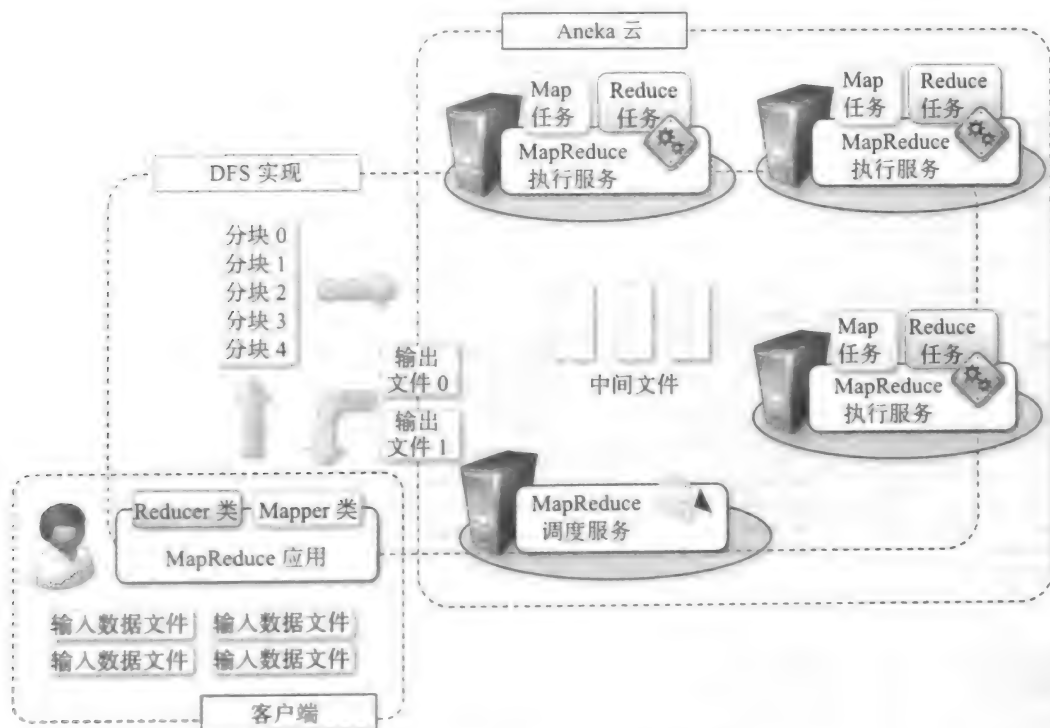 Aneka 云
Map
任务
Reduce
任务
MapReduce
执行服务
Map
任务
Reduce
任务
MapReduce
执行服务
DFS 实现
分块 0
分块 1
分块 2
分块 3
分块 4
输出
文件 0
输出
文件 1
中间文件
Map
任务
Reduce
任务
MapReduce
执行服务
MapReduce
调度服务
Reducer 类
Mapper 类
MapReduce 应用
输入数据文件
输入数据文件
输入数据文件
输入数据文件
客户端